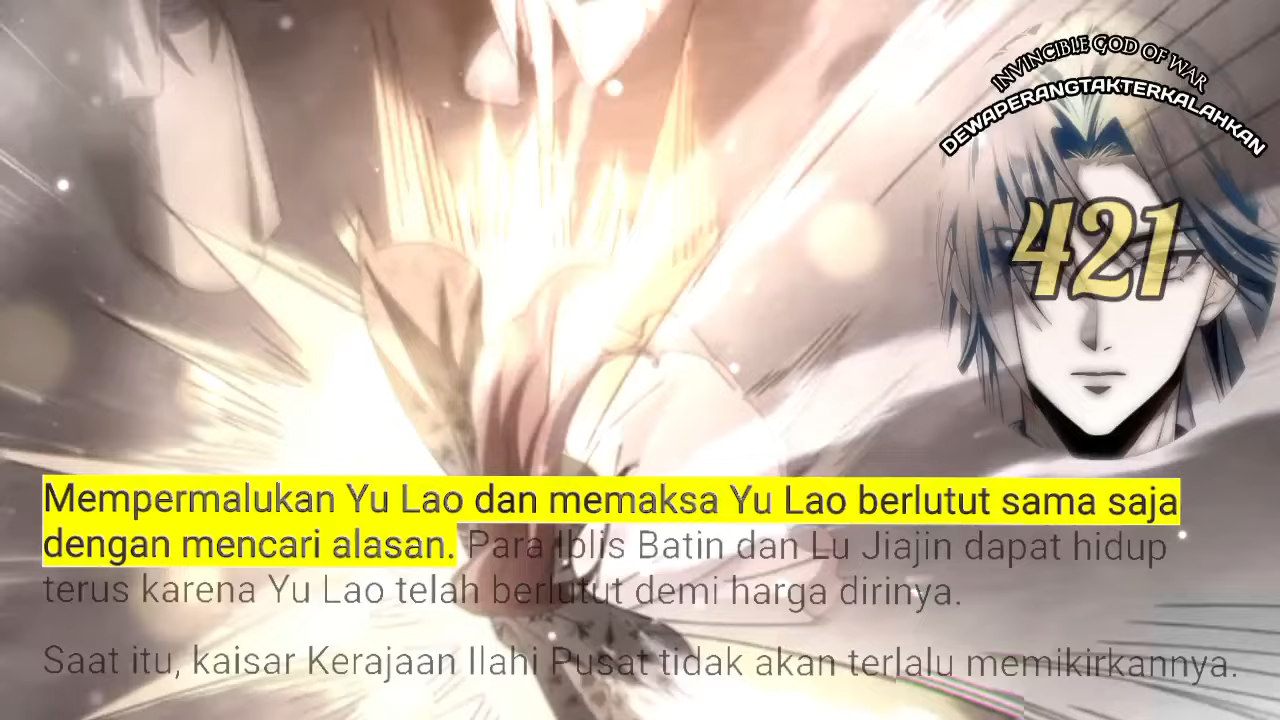 INVINCIBLE GOD OF WAR
DEWAPERANGTAKTERKALAHKAN
421
Mempermalukan Yu Lao dan memaksa Yu Lao berlutut sama saja
dengan mencari alasan. Para Iblis Batin dan Lu Jiajin dapat hidup
terus karena Yu Lao telah berlutut demi harga dirinya.
Saat itu, kaisar Kerajaan Ilahi Pusat tidak akan terlalu memikirkannya.